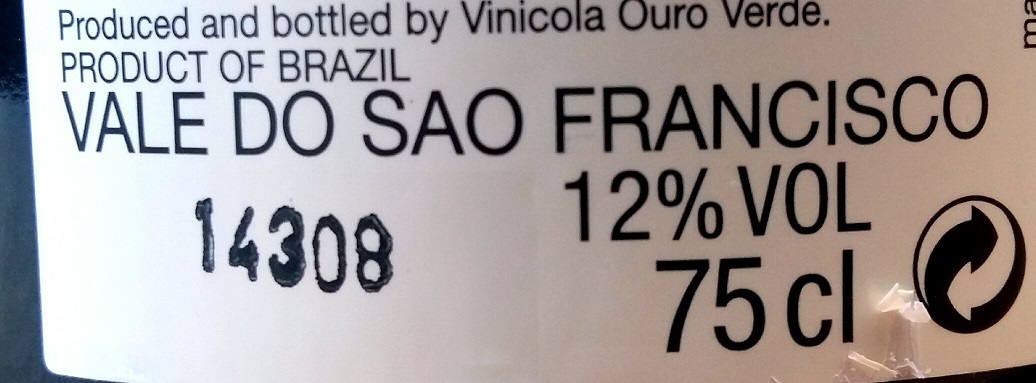 Produced and bottled by Vinicola Ouro Verde.
PRODUCT OF BRAZIL
VALE DO SAO FRANCISCO
12% VOL
14308
75 cl